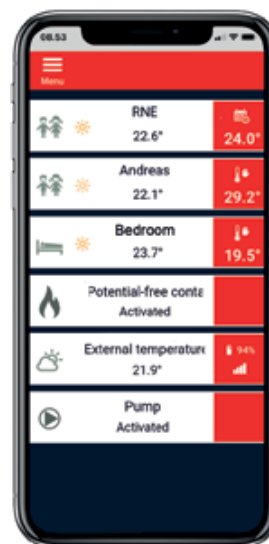 08.53
Menu
RNE
22.6°
24.0°
Andreas
22.1°
29.2°
Bedroom
23.7°
19.5°
Potential-free conta
Activated
External temperature
21.9°
94%
Pump
Activated